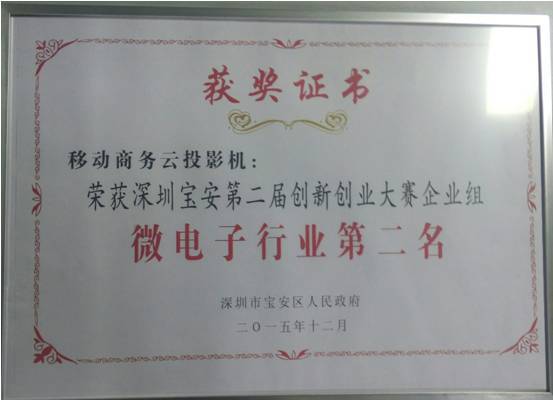 获奖证书
移动商务云投影机：
荣获深圳宝安第二届创新创业大赛企业组
微电子行业第二名
深圳市宝安区人民政府
二〇一五年十二月